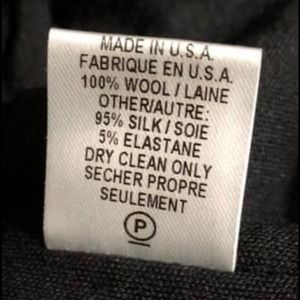 MADE IN U.S.A.
FABRIQUE EN U.S.A.
100% WOOL / LAINE
OTHER/AUTRE:
95% SILK / SOIE
5% ELASTANE
DRY CLEAN ONLY
SECHER PROPRE
SEULEMENT
P